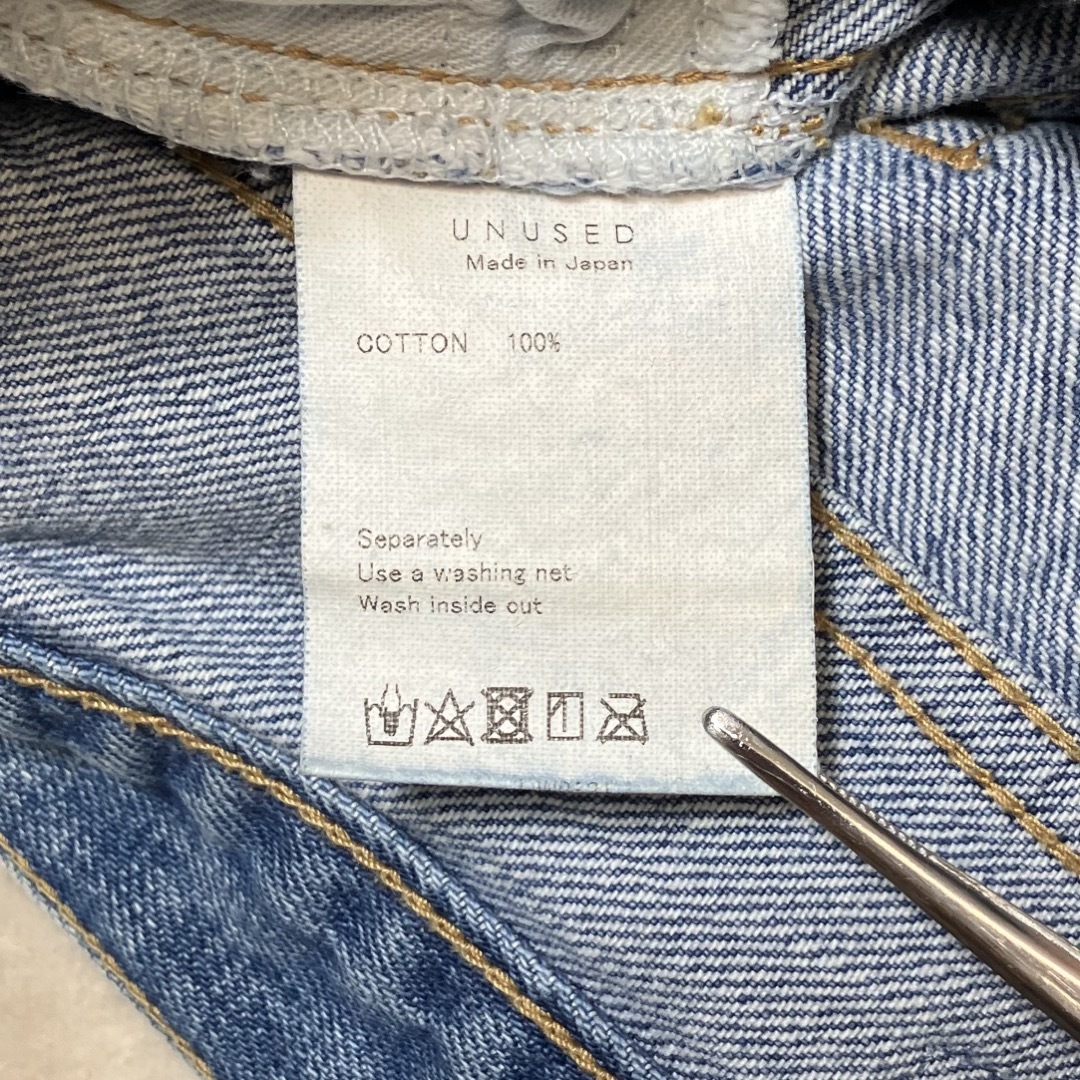 UNUSED
Made in Japan
COTTON 100%
Separately
Use a washing net
Wash inside out